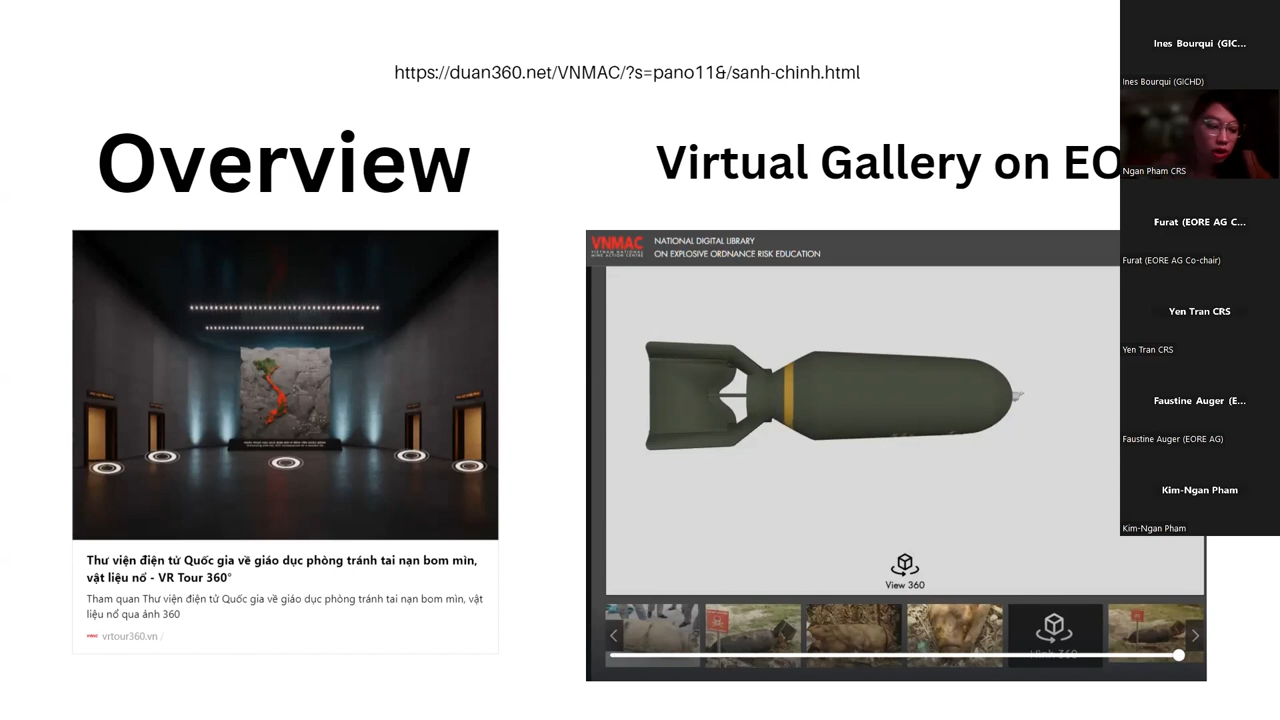 https://duan360.net/VNMAC/?s=pano11&/sanh-chinh.html
Overview
Virtual Gallery on EO
VNMAC
NATIONAL DIGITAL LIBRARY
ON EXPLOSIVE ORDNANCE RISK EDUCATION
View 360
Hình 360
Thư viện điện tử Quốc gia về giáo dục phòng tránh tai nạn bom mìn,
vật liệu nổ - VR Tour 360°
Tham quan Thư viện điện tử Quốc gia về giáo dục phòng tránh tai nạn bom mìn, vật
liệu nổ qua ảnh 360
vrtour360.vn /
Ines Bourqui (GIC...
Ines Bourqui (GICHD)
Ngan Pham CRS
Furat (EORE AG C...
Furat (EORE AG Co-chair)
Yen Tran CRS
Yen Tran CRS
Faustine Auger (E...
Faustine Auger (EORE AG)
Kim-Ngan Pham
Kim-Ngan Pham